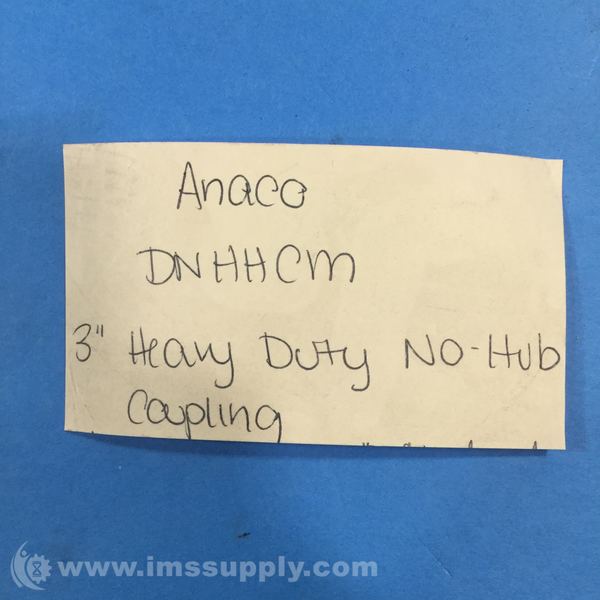 Anaco
DNHHCM
3" Heavy Duty No-Hub
Coupling
www.imssupply.com